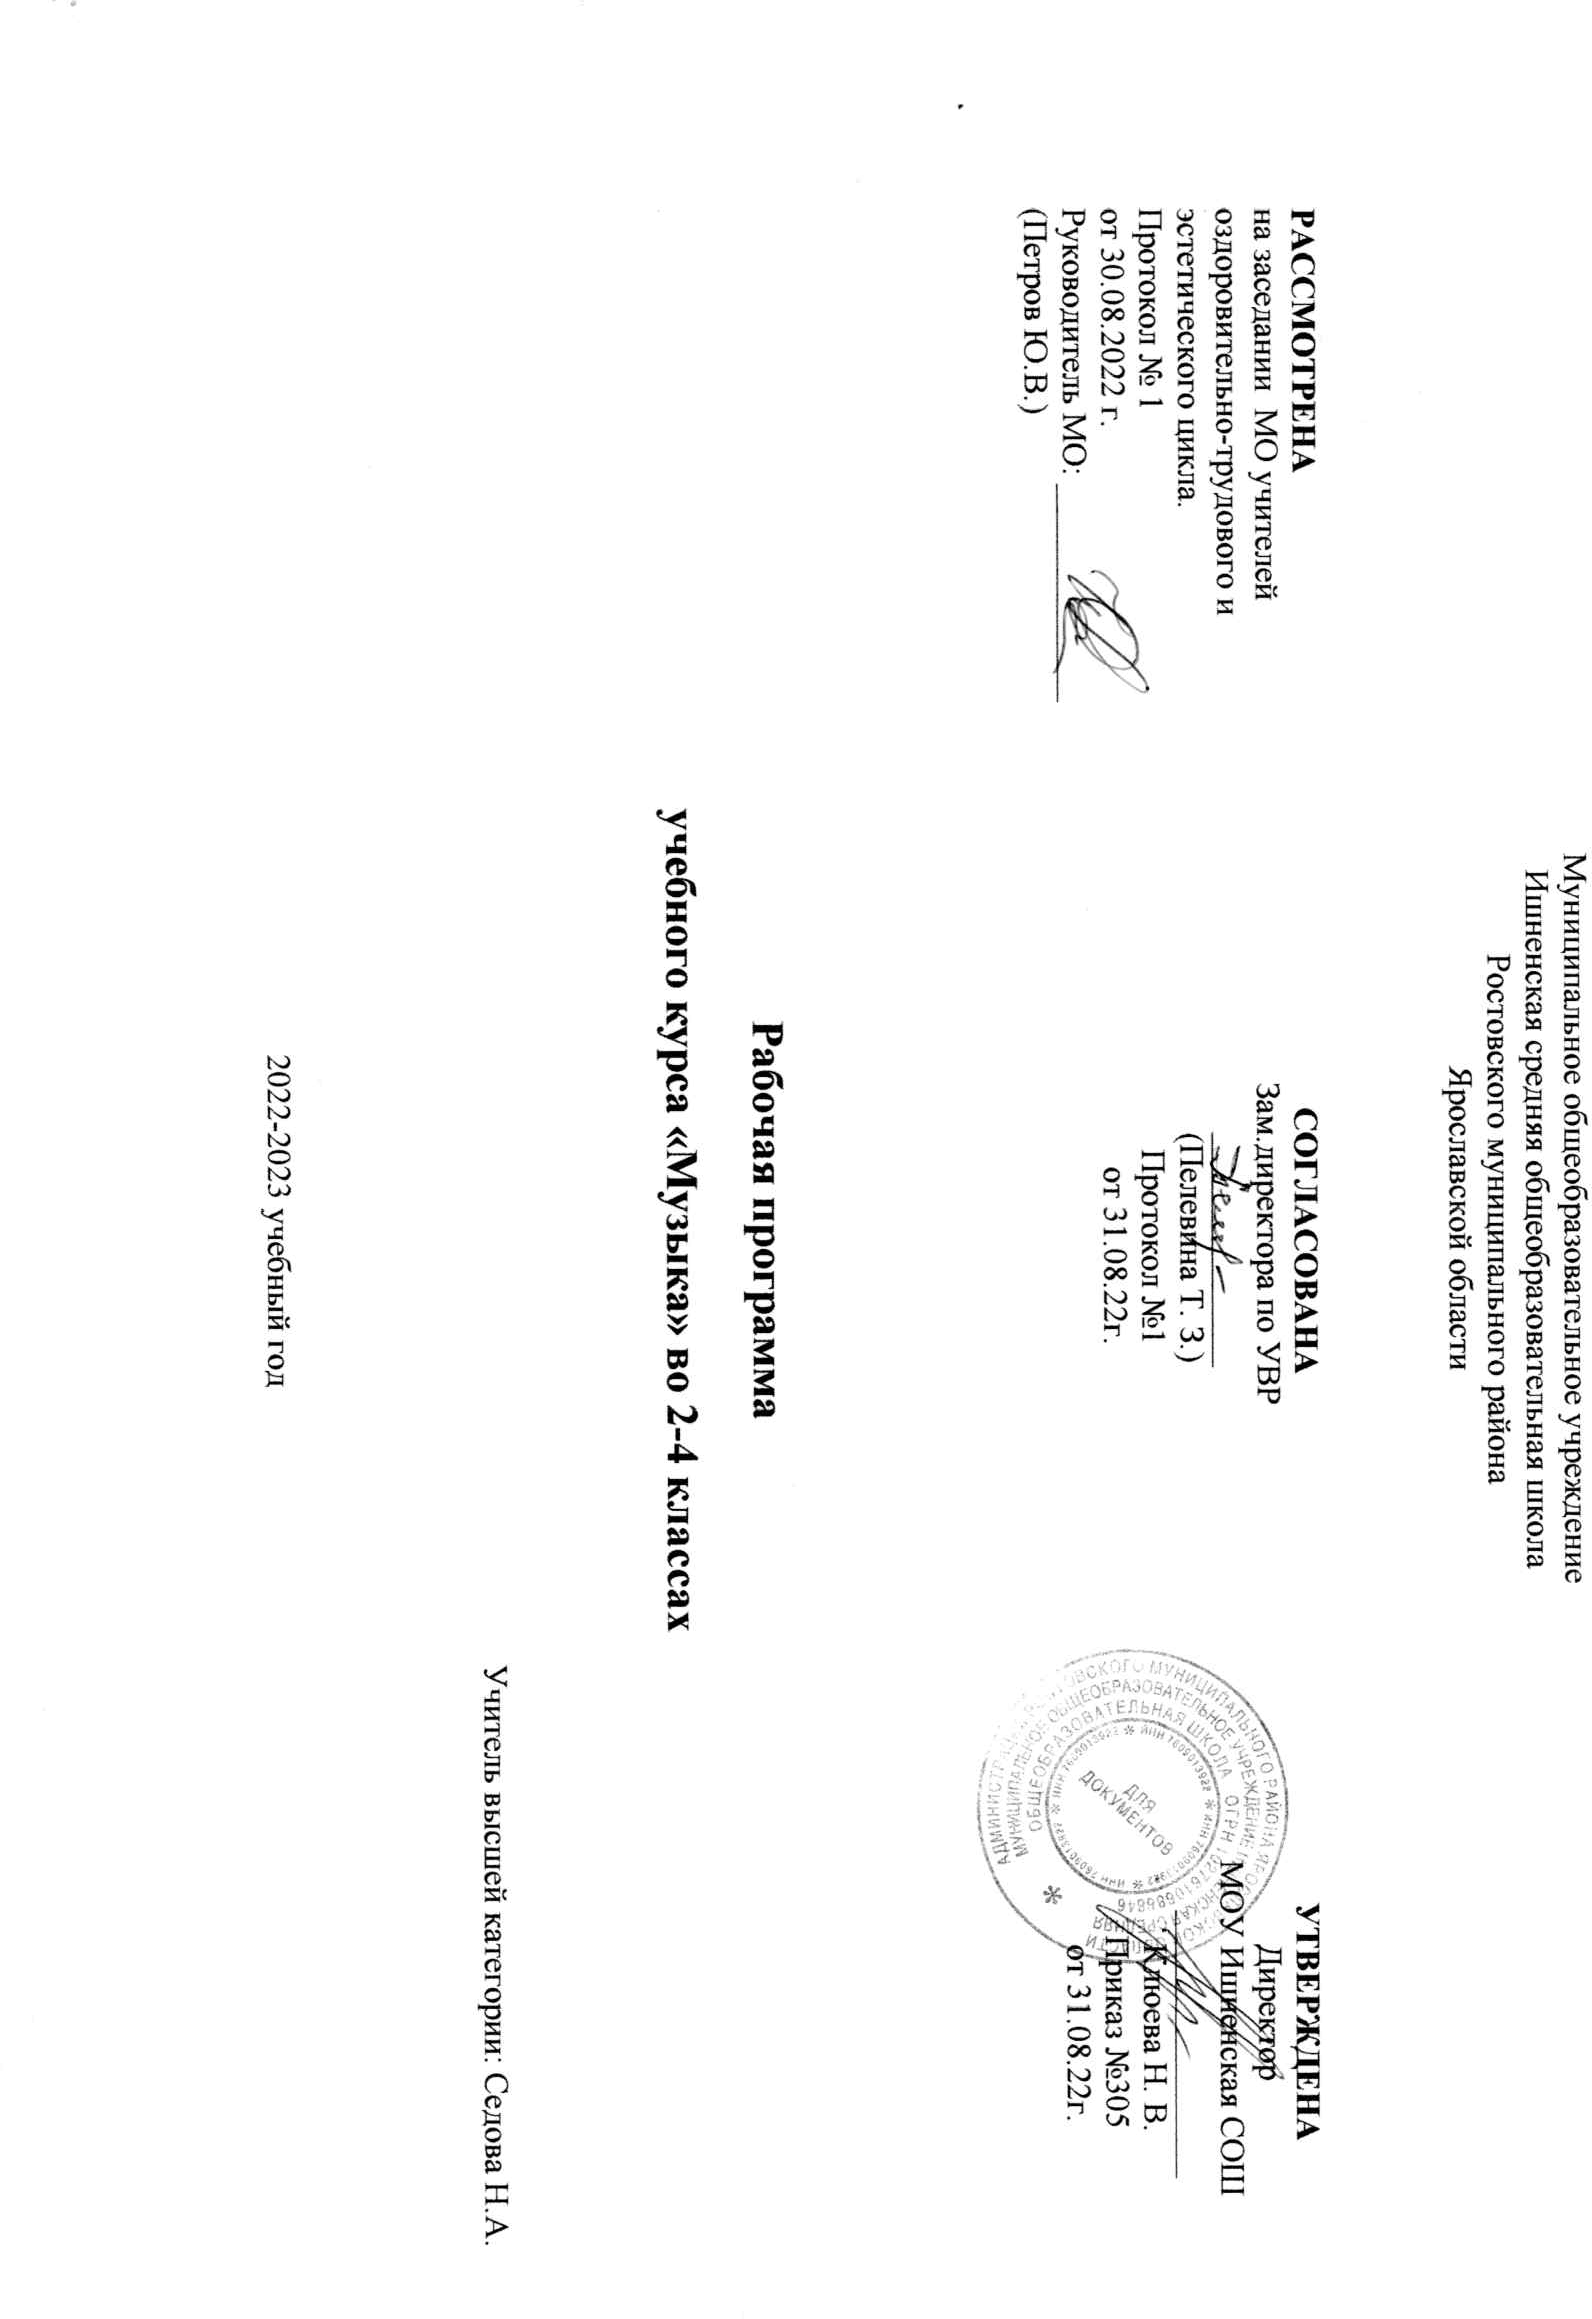 Муниципальное общеобразовательное учреждение
Ишненская средняя общеобразовательная школа
Ростовского муниципального района
Ярославской области
РАССМОТРЕНА
на заседании МО учителей
оздоровительно-трудового и
эстетического цикла.
Протокол № 1
от 30.08.2022 г.
Руководитель МО:
(Петров Ю.В.)
СОГЛАСОВАНА
Зам.директора по УВР
(Пелевина Т. З.)
Протокол №1
от 31.08.22г.
УТВЕРЖДЕНА
Директор
МОУ Ишненская СОШ
Клюева Н. В.
Приказ №305
от 31.08.22г.
ДЛЯ
ДОКУМЕНТОВ
Рабочая программа
учебного курса «Музыка» во 2-4 классах
Учитель высшей категории: Седова Н.А.
2022-2023 учебный год